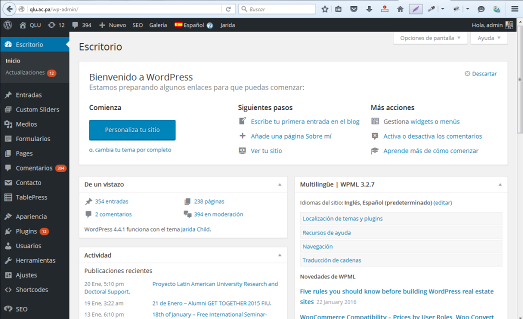 qlu.ac.pa/wp-admin/
Buscar
QLU
12
394
Nuevo
SEO
Galería
Español
Jarida
Hola, admin
Escritorio
Inicio
Actualizaciones 12
Entradas
Custom Sliders
Medios
Formularios
Pages
Comentarios 394
Contacto
TablePress
Apariencia
Plugins 12
Usuarios
Herramientas
Ajustes
Shortcodes
SEO
Opciones de pantalla
Ayuda
Escritorio
Bienvenido a WordPress
Descartar
Estamos preparando algunos enlaces para que puedas comenzar:
Comienza
Personaliza tu sitio
o, cambia tu tema por completo
Siguientes pasos
Escribe tu primera entrada en el blog
Añade una página Sobre mí
Ver tu sitio
Más acciones
Gestiona widgets o menús
Activa o desactiva los comentarios
Aprende más de cómo comenzar
De un vistazo
354 entradas
238 páginas
2 comentarios
394 en moderación
WordPress 4.4.1 funciona con el tema Jarida Child.
Actividad
Publicaciones recientes
20 Ene, 5:10 pm Proyecto Latin American University Research and
Doctoral Support.
19 Ene, 3:22 pm 21 de Enero – Alumni GET TOGETHER 2015 FIU.
13 Ene, 6:10 pm 18th of January – Free International Seminar-
Multilingüe | WPML 3.2.7
Idiomas del sitio: Inglés, Español (predeterminado) (editar)
Localización de temas y plugins
Recursos de ayuda
Navegación
Traducción de cadenas
Novedades de WPML
Five rules you should know before building WordPress real estate
sites 22 January 2016
WooCommerce Compatibility – Prices by User Roles, Woo Convert